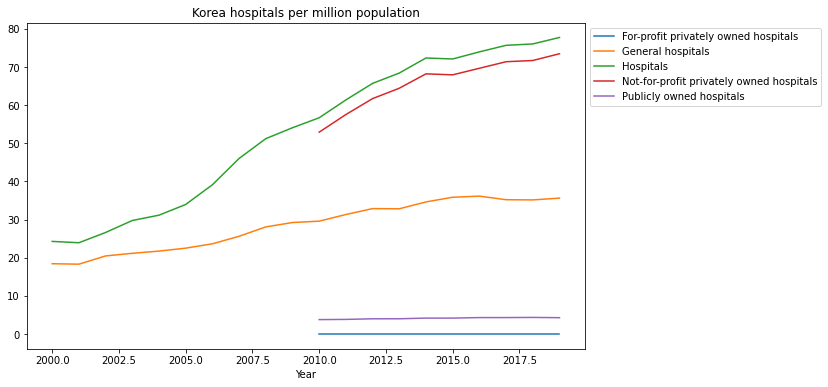 Korea hospitals per million population
80
70
60
50
40
30
20
10
0
2000.0 2002.5 2005.0 2007.5 2010.0 2012.5 2015.0 2017.5
Year
For-profit privately owned hospitals
General hospitals
Hospitals
Not-for-profit privately owned hospitals
Publicly owned hospitals